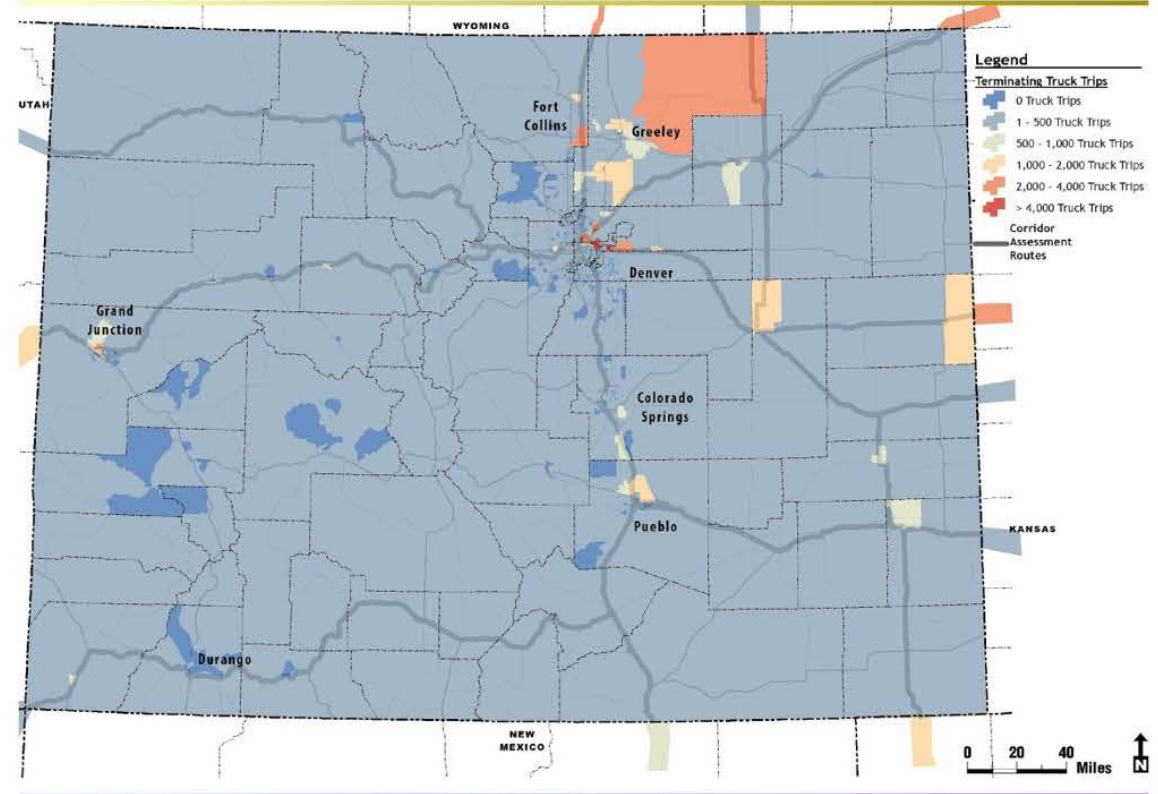 WYOMING
UTAH
Fort
Collins
Greeley
Denver
Grand
Junction
Colorado
Springs
Pueblo
KANSAS
Durango
NEW
MEXICO
Legend
Terminating Truck Trips
0 Truck Trips
1 - 500 Truck Trips
500 - 1,000 Truck Trips
1,000 - 2,000 Truck Trips
2,000 - 4,000 Truck Trips
> 4,000 Truck Trips
Corridor
Assessment
Routes
0 20 40
Miles
N